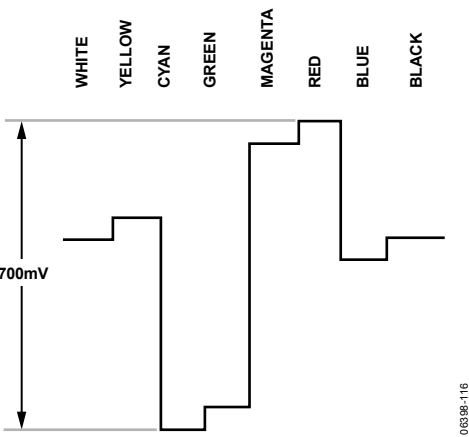 WHITE
YELLOW
CYAN
GREEN
MAGENTA
RED
BLUE
BLACK
700mV
06398-116